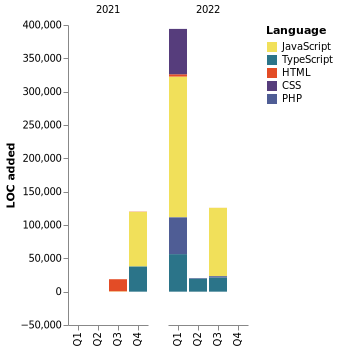 2021 2022
400,000
350,000
300,000
250,000
200,000
150,000
100,000
50,000
0
−50,000
LOC added
Q1 Q2 Q3 Q4 Q1 Q2 Q3 Q4
Language
JavaScript
TypeScript
HTML
CSS
PHP